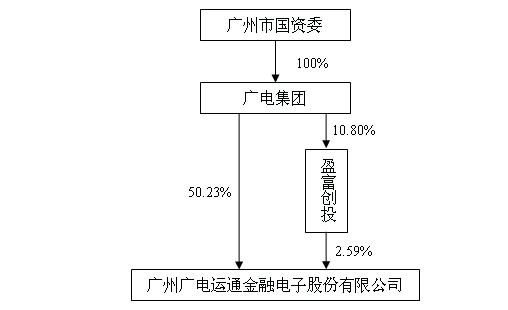 广州市国资委
100%
广电集团
10.80%
盈富创投
50.23%
2.59%
广州广电运通金融电子股份有限公司